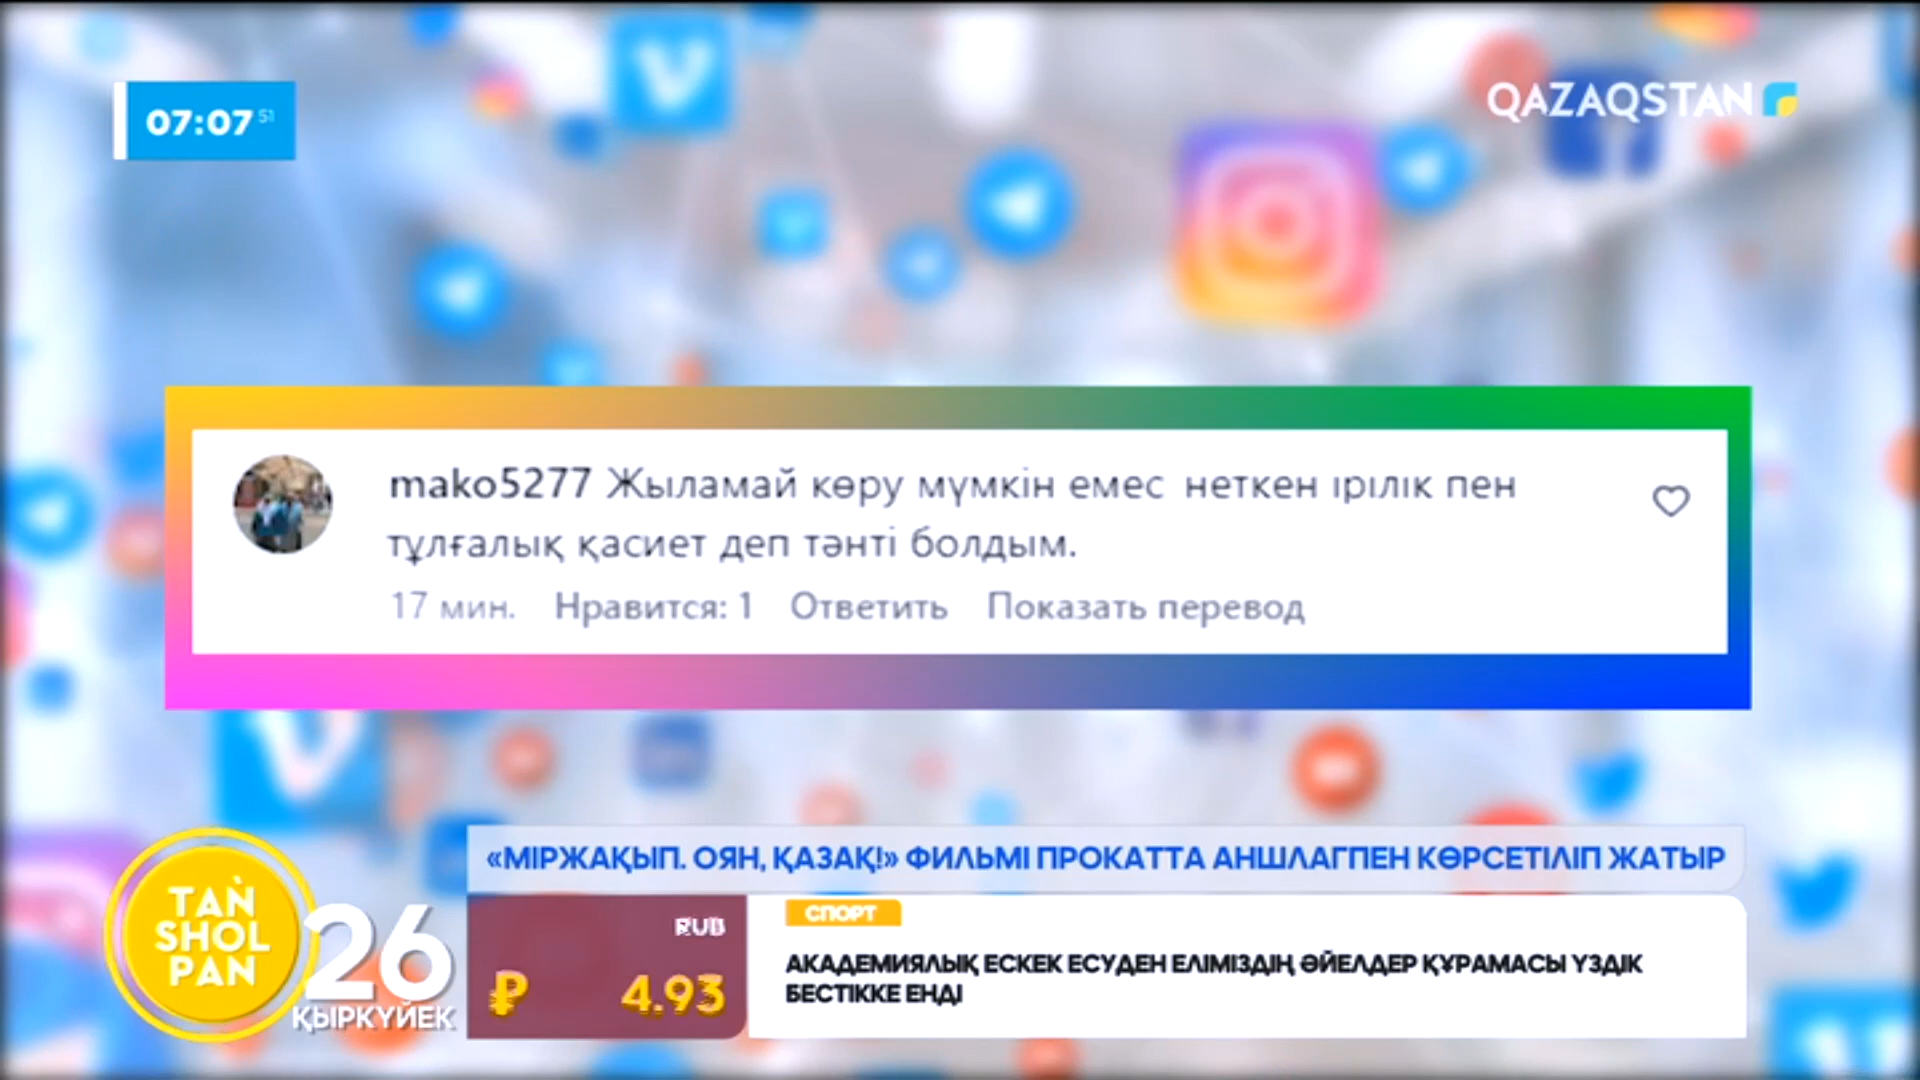 07:07 51
QAZAQSTAN
mako5277 Жыламай көру мүмкін емес неткен ірілік пен
тұлғалық қасиет деп тәнті болдым.
17 мин. Нравится: 1 Ответить Показать перевод
«МІРЖАҚЫП. ОЯН, ҚАЗАҚ!» ФИЛЬМІ ПРОКАТТА АНШЛАГПЕН КӨРСЕТІЛІП ЖАТЫР
TAŃ
SHOL
PAN
26
ҚЫРКҮЙЕК
RUB
₽ 4.93
СПОРТ
АКАДЕМИЯЛЫҚ ЕСКЕК ЕСУДЕН ЕЛІМІЗДІҢ ӘЙЕЛДЕР ҚҰРАМАСЫ ҮЗДІК
БЕСТІККЕ ЕНДІ